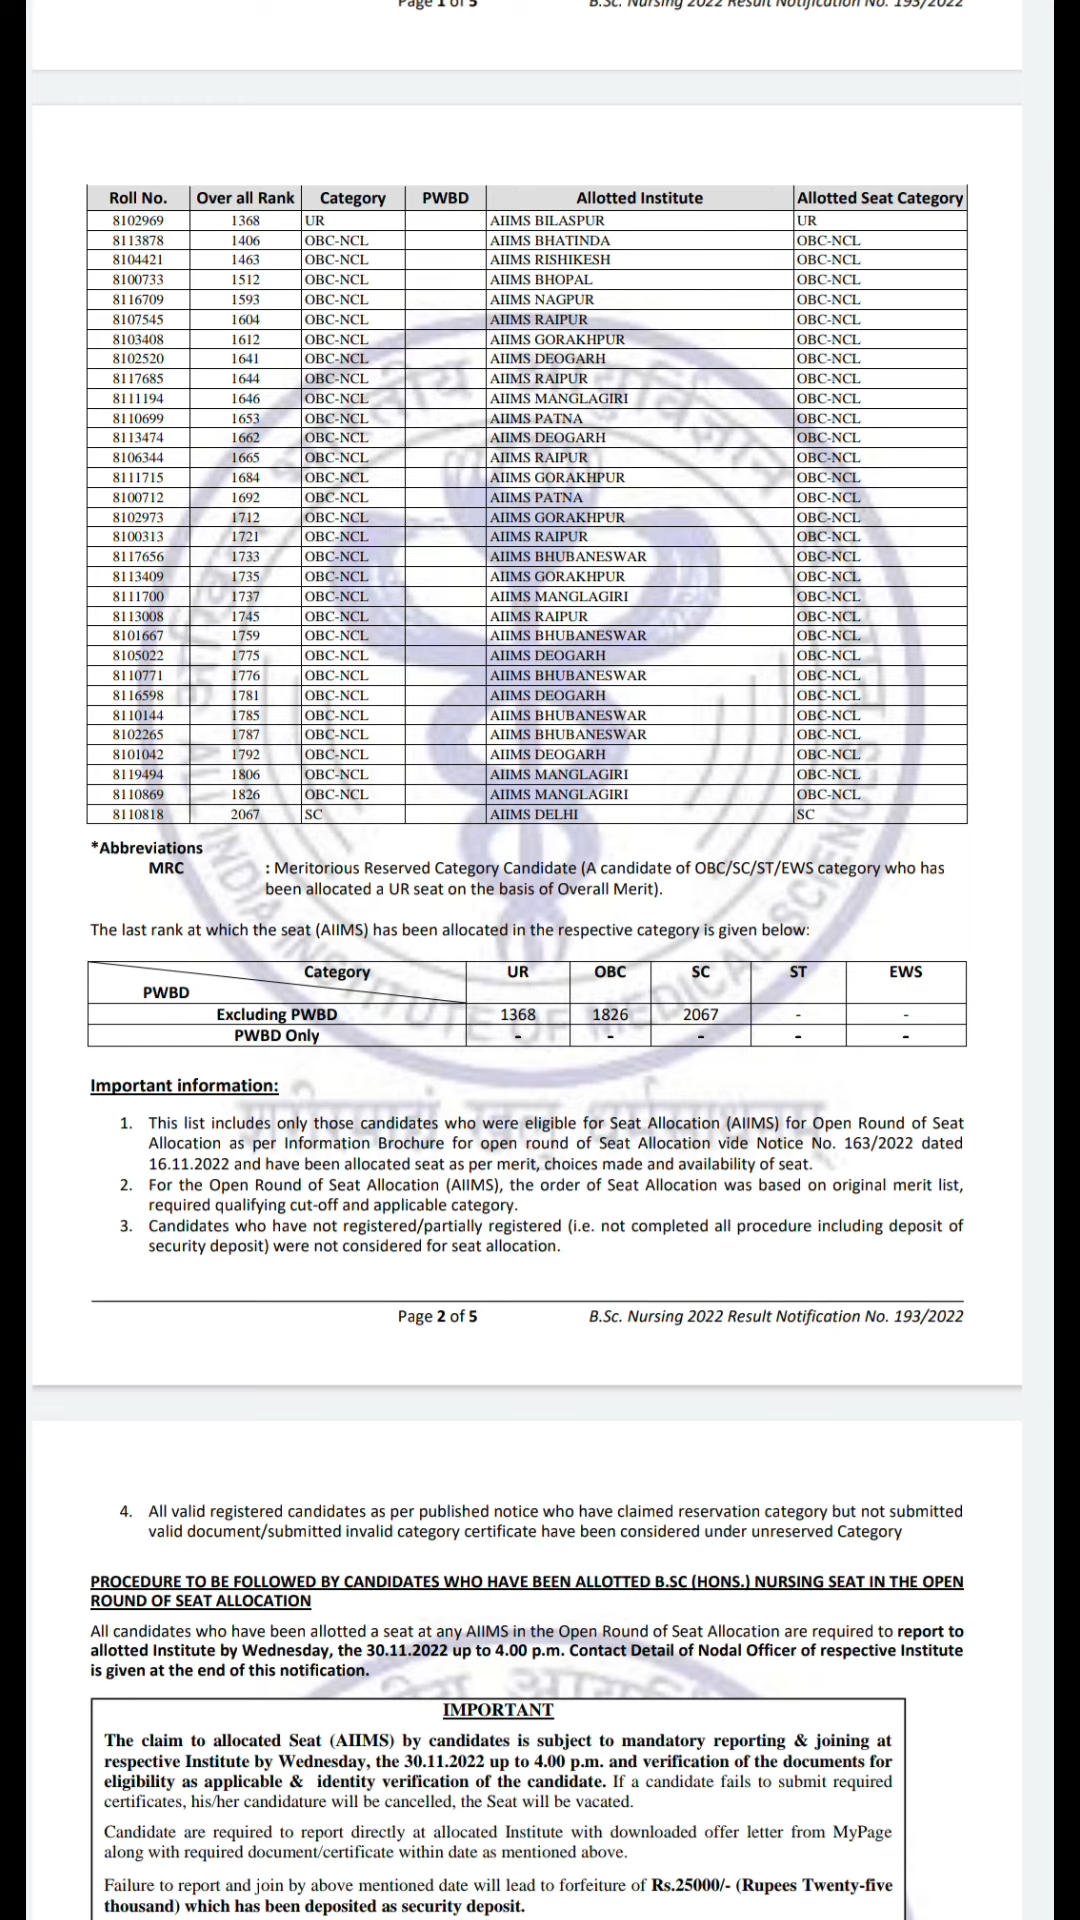 Page 1 of 5 B.Sc. Nursing 2022 Result Notification No. 193/2022
Roll No. Over all Rank Category PWBD Allotted Institute Allotted Seat Category
8102969 1368 UR AIIMS BILASPUR UR
8113878 1406 OBC-NCL AIIMS BHATINDA OBC-NCL
8104421 1463 OBC-NCL AIIMS RISHIKESH OBC-NCL
8100733 1512 OBC-NCL AIIMS BHOPAL OBC-NCL
8116709 1593 OBC-NCL AIIMS NAGPUR OBC-NCL
8107545 1604 OBC-NCL AIIMS RAIPUR OBC-NCL
8103408 1612 OBC-NCL AIIMS GORAKHPUR OBC-NCL
8102520 1641 OBC-NCL AIIMS DEOGARH OBC-NCL
8117685 1644 OBC-NCL AIIMS RAIPUR OBC-NCL
8111194 1646 OBC-NCL AIIMS MANGLAGIRI OBC-NCL
8110699 1653 OBC-NCL AIIMS PATNA OBC-NCL
8113474 1662 OBC-NCL AIIMS DEOGARH OBC-NCL
8106344 1665 OBC-NCL AIIMS RAIPUR OBC-NCL
8111715 1684 OBC-NCL AIIMS GORAKHPUR OBC-NCL
8100712 1692 OBC-NCL AIIMS PATNA OBC-NCL
8102973 1712 OBC-NCL AIIMS GORAKHPUR OBC-NCL
8100313 1721 OBC-NCL AIIMS RAIPUR OBC-NCL
8117656 1733 OBC-NCL AIIMS BHUBANESWAR OBC-NCL
8113409 1735 OBC-NCL AIIMS GORAKHPUR OBC-NCL
8111700 1737 OBC-NCL AIIMS MANGLAGIRI OBC-NCL
8113008 1745 OBC-NCL AIIMS RAIPUR OBC-NCL
8101667 1759 OBC-NCL AIIMS BHUBANESWAR OBC-NCL
8105022 1775 OBC-NCL AIIMS DEOGARH OBC-NCL
8110771 1776 OBC-NCL AIIMS BHUBANESWAR OBC-NCL
8116598 1781 OBC-NCL AIIMS DEOGARH OBC-NCL
8110144 1785 OBC-NCL AIIMS BHUBANESWAR OBC-NCL
8102265 1787 OBC-NCL AIIMS BHUBANESWAR OBC-NCL
8101042 1792 OBC-NCL AIIMS DEOGARH OBC-NCL
8119494 1806 OBC-NCL AIIMS MANGLAGIRI OBC-NCL
8110869 1826 OBC-NCL AIIMS MANGLAGIRI OBC-NCL
8110818 2067 SC AIIMS DELHI SC
*Abbreviations
MRC : Meritorious Reserved Category Candidate (A candidate of OBC/SC/ST/EWS category who has
been allocated a UR seat on the basis of Overall Merit).
The last rank at which the seat (AIIMS) has been allocated in the respective category is given below:
Category UR OBC SC ST EWS
PWBD
Excluding PWBD 1368 1826 2067 - -
PWBD Only - - - - -
Important information:
1. This list includes only those candidates who were eligible for Seat Allocation (AIIMS) for Open Round of Seat
Allocation as per Information Brochure for open round of Seat Allocation vide Notice No. 163/2022 dated
16.11.2022 and have been allocated seat as per merit, choices made and availability of seat.
2. For the Open Round of Seat Allocation (AIIMS), the order of Seat Allocation was based on original merit list,
required qualifying cut-off and applicable category.
3. Candidates who have not registered/partially registered (i.e. not completed all procedure including deposit of
security deposit) were not considered for seat allocation.
Page 2 of 5 B.Sc. Nursing 2022 Result Notification No. 193/2022
4. All valid registered candidates as per published notice who have claimed reservation category but not submitted
valid document/submitted invalid category certificate have been considered under unreserved Category
PROCEDURE TO BE FOLLOWED BY CANDIDATES WHO HAVE BEEN ALLOTTED B.SC (HONS.) NURSING SEAT IN THE OPEN
ROUND OF SEAT ALLOCATION
All candidates who have been allotted a seat at any AIIMS in the Open Round of Seat Allocation are required to report to
allotted Institute by Wednesday, the 30.11.2022 up to 4.00 p.m. Contact Detail of Nodal Officer of respective Institute
is given at the end of this notification.
IMPORTANT
The claim to allocated Seat (AIIMS) by candidates is subject to mandatory reporting & joining at
respective Institute by Wednesday, the 30.11.2022 up to 4.00 p.m. and verification of the documents for
eligibility as applicable & identity verification of the candidate. If a candidate fails to submit required
certificates, his/her candidature will be cancelled, the Seat will be vacated.
Candidate are required to report directly at allocated Institute with downloaded offer letter from MyPage
along with required document/certificate within date as mentioned above.
Failure to report and join by above mentioned date will lead to forfeiture of Rs.25000/- (Rupees Twenty-five
thousand) which has been deposited as security deposit.
ALL INDIA INSTITUTE OF MEDICAL SCIENCES
शरीरमाद्यं खलु धर्मसाधनम्